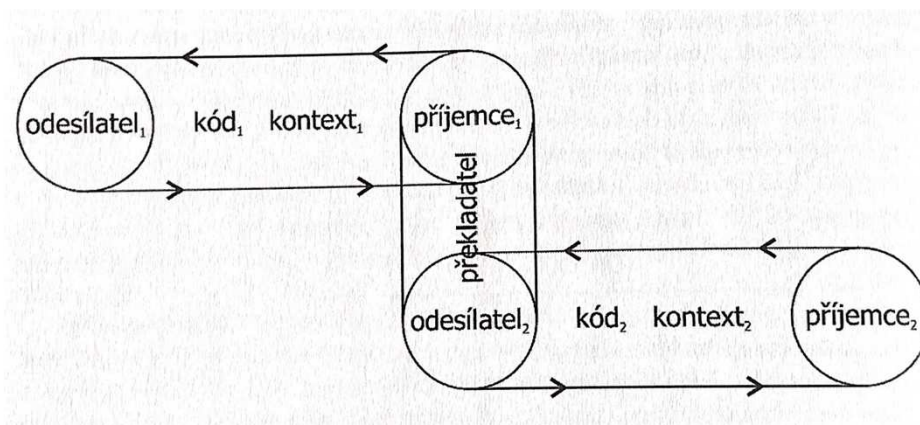 odesílatel₁ kód₁ kontext₁ příjemce₁
překladatel
odesílatel₂ kód₂ kontext₂ příjemce₂